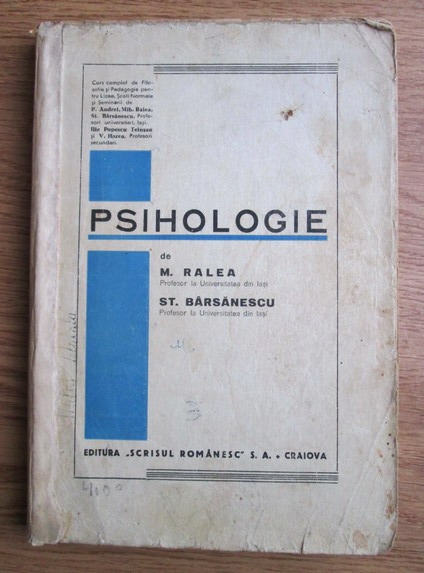 Curs complet de Filo-
sofie și Pedagogie pen-
tru Licee, Școli Normale
și Seminarii de
P. Andrei, Mih. Ralea,
St. Bârsănescu, Profe-
sori universitari, Iași.
Ilie Popescu Teiușan
și V. Harea, Profesori
secundari.
PSIHOLOGIE
de
M. RALEA
Profesor la Universitatea din Iași
ST. BÂRSĂNESCU
Profesor la Universitatea din Iași
EDITURA „SCRISUL ROMÂNESC” S. A. • CRAIOVA